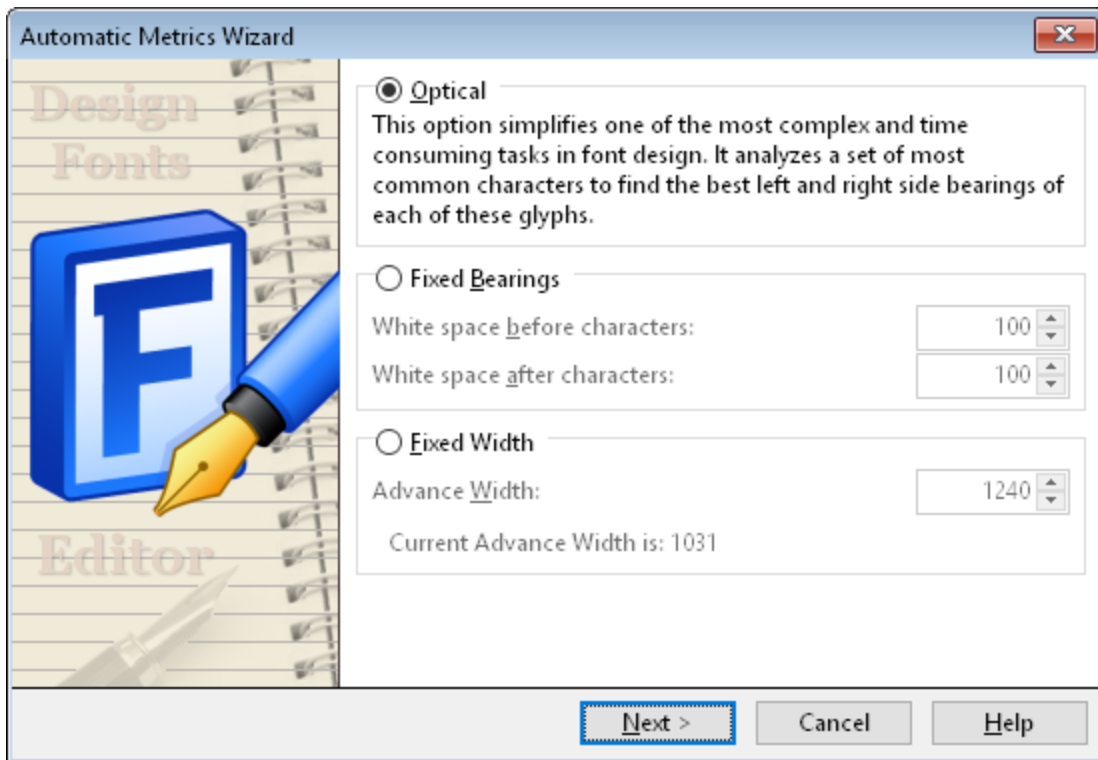 Automatic Metrics Wizard
Design
Fonts
F
Editor
Optical
This option simplifies one of the most complex and time
consuming tasks in font design. It analyzes a set of most
common characters to find the best left and right side bearings of
each of these glyphs.
Fixed Bearings
White space before characters: 100
White space after characters: 100
Fixed Width
Advance Width: 1240
Current Advance Width is: 1031
Next > Cancel Help